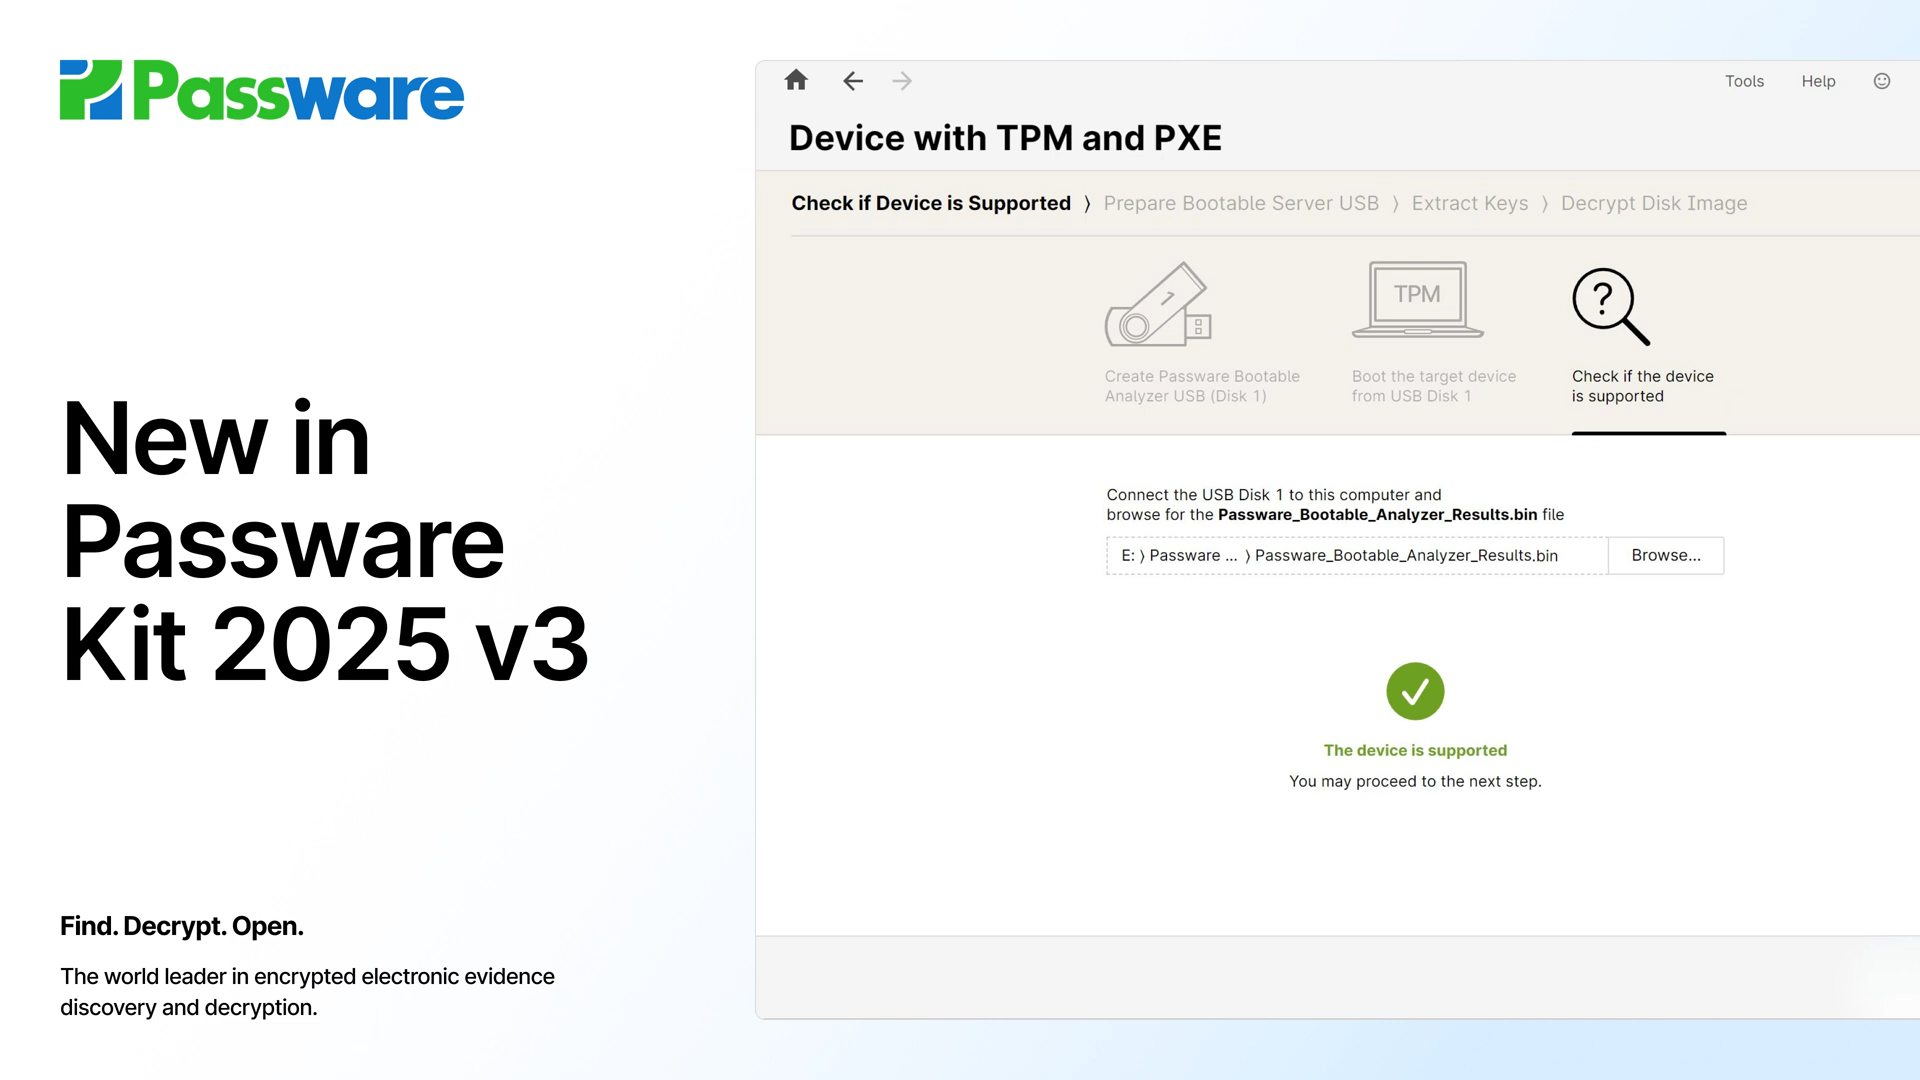 Passware
New in
Passware
Kit 2025 v3
Find. Decrypt. Open.
The world leader in encrypted electronic evidence
discovery and decryption.
Tools Help
Device with TPM and PXE
Check if Device is Supported 〉 Prepare Bootable Server USB 〉 Extract Keys 〉 Decrypt Disk Image
1
TPM
?
Create Passware Bootable
Analyzer USB (Disk 1)
Boot the target device
from USB Disk 1
Check if the device
is supported
Connect the USB Disk 1 to this computer and
browse for the Passware_Bootable_Analyzer_Results.bin file
E: 〉 Passware ... 〉 Passware_Bootable_Analyzer_Results.bin
Browse...
The device is supported
You may proceed to the next step.